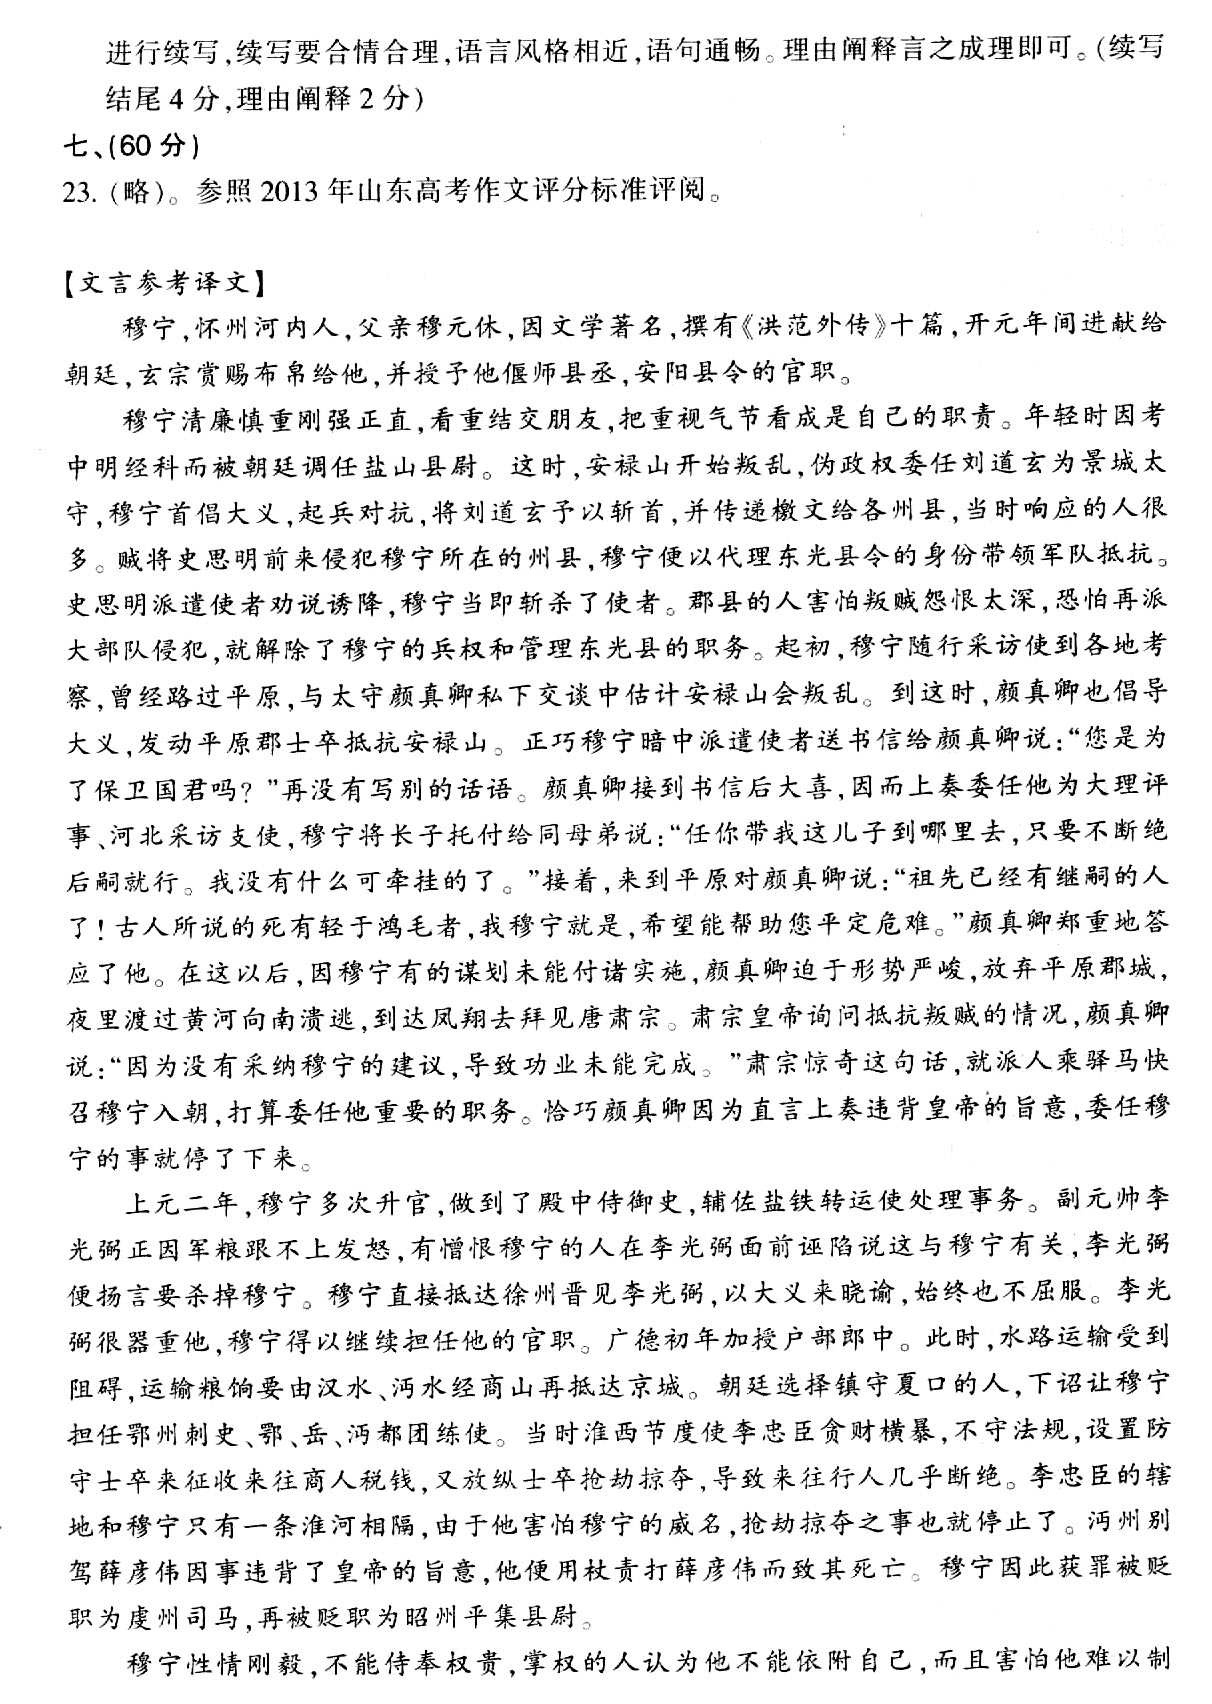 进行续写,续写要合情合理,语言风格相近,语句通畅。理由阐释言之成理即可。(续写
结尾 4 分,理由阐释 2 分)
七、(60 分)
23. (略)。参照 2013 年山东高考作文评分标准评阅。
【文言参考译文】
穆宁,怀州河内人,父亲穆元休,因文学著名,撰有《洪范外传》十篇,开元年间进献给
朝廷,玄宗赏赐布帛给他,并授予他偃师县丞,安阳县令的官职。
穆宁清廉慎重刚强正直,看重结交朋友,把重视气节看成是自己的职责。年轻时因考
中明经科而被朝廷调任盐山县尉。这时,安禄山开始叛乱,伪政权委任刘道玄为景城太
守,穆宁首倡大义,起兵对抗,将刘道玄予以斩首,并传递檄文给各州县,当时响应的人很
多。贼将史思明前来侵犯穆宁所在的州县,穆宁便以代理东光县令的身份带领军队抵抗。
史思明派遣使者劝说诱降,穆宁当即斩杀了使者。郡县的人害怕叛贼怨恨太深,恐怕再派
大部队侵犯,就解除了穆宁的兵权和管理东光县的职务。起初,穆宁随行采访使到各地考
察,曾经路过平原,与太守颜真卿私下交谈中估计安禄山会叛乱。到这时,颜真卿也倡导
大义,发动平原郡士卒抵抗安禄山。正巧穆宁暗中派遣使者送书信给颜真卿说:“您是为
了保卫国君吗?”再没有写别的话语。颜真卿接到书信后大喜,因而上奏委任他为大理评
事、河北采访支使,穆宁将长子托付给同母弟说:“任你带我这儿子到哪里去,只要不断绝
后嗣就行。我没有什么可牵挂的了。”接着,来到平原对颜真卿说:“祖先已经有继嗣的人
了!古人所说的死有轻于鸿毛者,我穆宁就是,希望能帮助您平定危难。”颜真卿郑重地答
应了他。在这以后,因穆宁有的谋划未能付诸实施,颜真卿迫于形势严峻,放弃平原郡城,
夜里渡过黄河向南溃逃,到达凤翔去拜见唐肃宗。肃宗皇帝询问抵抗叛贼的情况,颜真卿
说:“因为没有采纳穆宁的建议,导致功业未能完成。”肃宗惊奇这句话,就派人乘驿马快
召穆宁入朝,打算委任他重要的职务。恰巧颜真卿因为直言上奏违背皇帝的旨意,委任穆
宁的事就停了下来。
上元二年,穆宁多次升官,做到了殿中侍御史,辅佐盐铁转运使处理事务。副元帅李
光弼正因军粮跟不上发怒,有憎恨穆宁的人在李光弼面前诬陷说这与穆宁有关,李光弼
便扬言要杀掉穆宁。穆宁直接抵达徐州晋见李光弼,以大义来晓谕,始终也不屈服。李光
弼很器重他,穆宁得以继续担任他的官职。广德初年加授户部郎中。此时,水路运输受到
阻碍,运输粮饷要由汉水、沔水经商山再抵达京城。朝廷选择镇守夏口的人,下诏让穆宁
担任鄂州刺史、鄂、岳、沔都团练使。当时淮西节度使李忠臣贪财横暴,不守法规,设置防
守士卒来征收来往商人税钱,又放纵士卒抢劫掠夺,导致来往行人几乎断绝。李忠臣的辖
地和穆宁只有一条淮河相隔,由于他害怕穆宁的威名,抢劫掠夺之事也就停止了。沔州别
驾薛彦伟因事违背了皇帝的旨意,他便用杖责打薛彦伟而致其死亡。穆宁因此获罪被贬
职为虔州司马,再被贬职为昭州平集县尉。
穆宁性情刚毅,不能侍奉权贵,掌权的人认为他不能依附自己,而且害怕他难以制